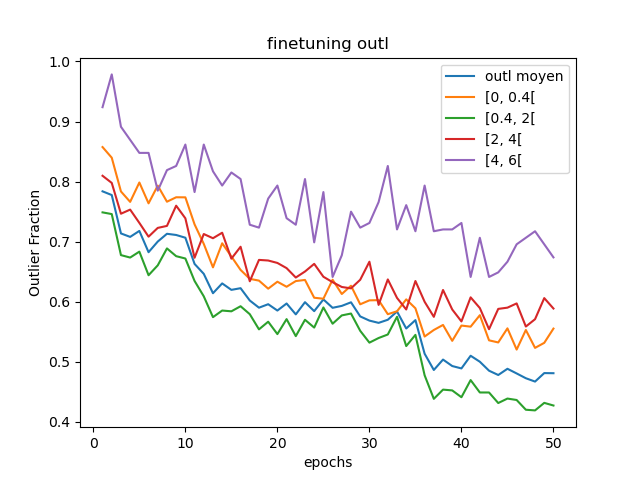 finetuning outl
1.0
0.9
0.8
0.7
0.6
0.5
0.4
Outlier Fraction
outl moyen
[0, 0.4[
[0.4, 2[
[2, 4[
[4, 6[
0 10 20 30 40 50
epochs